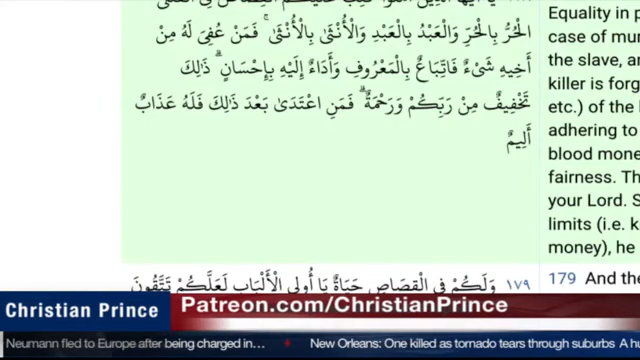 الْحُرُّ بِالْحُرِّ وَالْعَبْدُ بِالْعَبْدِ وَالْأُنْثَىٰ بِالْأُنْثَىٰ ۚ فَمَنْ عُفِيَ لَهُ مِنْ
أَخِيهِ شَيْءٌ فَاتِّبَاعٌ بِالْمَعْرُوفِ وَأَدَاءٌ إِلَيْهِ بِإِحْسَانٍ ۗ ذَٰلِكَ
تَخْفِيفٌ مِنْ رَبِّكُمْ وَرَحْمَةٌ ۗ فَمَنِ اعْتَدَىٰ بَعْدَ ذَٰلِكَ فَلَهُ عَذَابٌ
أَلِيمٌ
١٧٩ وَلَكُمْ فِي الْقِصَاصِ حَيَاةٌ يَا أُولِي الْأَلْبَابِ لَعَلَّكُمْ تَتَّقُونَ
Equality in p
case of mur
the slave, an
killer is forg
etc.) of the b
adhering to
blood mone
fairness. Th
your Lord. S
limits (i.e. k
money), he
179 And the
Christian Prince
Patreon.com/ChristianPrince
Neumann fled to Europe after being charged in...
New Orleans: One killed as tornado tears through suburbs A hu